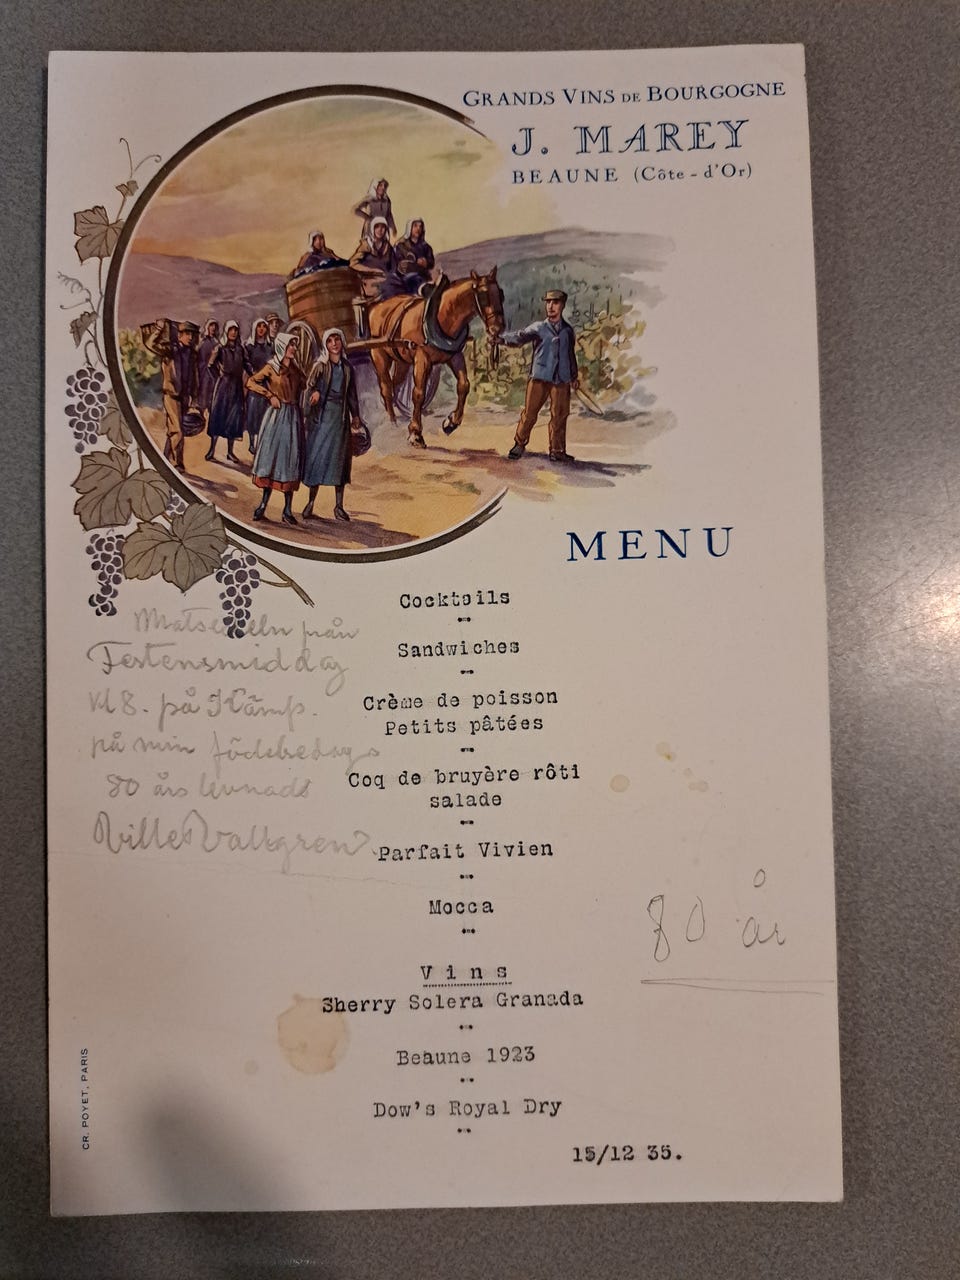 GRANDS VINS DE BOURGOGNE
J. MAREY
BEAUNE (Côte-d'Or)
MENU
Cocktails
Sandwiches
Crème de poisson
Petits pâtées
Coq de bruyère rôti
salade
Parfait Vivien
Mocca
Vins
Sherry Solera Granada
Beaune 1923
Dow's Royal Dry
15/12 35.
Matsedeln från
Festensmiddag
kl 8. på Kämp.
på min födelsedags
80 års levnads
Ville Vallgren
80 år
CR. POYET, PARIS